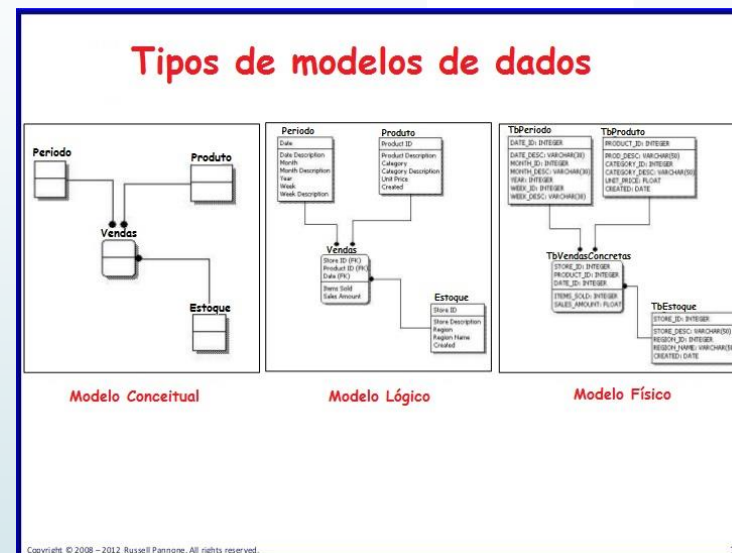 Tipos de modelos de dados
Periodo
Produto
Vendas
Estoque
Modelo Conceitual
Periodo
Date
Date Description
Month
Month Description
Year
Week
Week Description
Produto
Product ID
Product Description
Category
Category Description
Unit Price
Created
Vendas
Store ID (FK)
Product ID (FK)
Date (FK)
Items Sold
Sales Amount
Estoque
Store ID
Store Description
Region
Region Name
Created
Modelo Lógico
TbPeriodo
DATE_ID: INTEGER
DATE_DESC: VARCHAR(30)
MONTH_ID: INTEGER
MONTH_DESC: VARCHAR(30)
YEAR: INTEGER
WEEK_ID: INTEGER
WEEK_DESC: VARCHAR(30)
TbProduto
PRODUCT_ID: INTEGER
PROD_DESC: VARCHAR(50)
CATEGORY_ID: INTEGER
CATEGORY_DESC: VARCHAR(50)
UNIT_PRICE: FLOAT
CREATED: DATE
TbVendasConcretas
STORE_ID: INTEGER
PRODUCT_ID: INTEGER
DATE_ID: INTEGER
ITEMS_SOLD: INTEGER
SALES_AMOUNT: FLOAT
TbEstoque
STORE_ID: INTEGER
STORE_DESC: VARCHAR(50)
REGION_ID: INTEGER
REGION_NAME: VARCHAR(5
CREATED: DATE
Modelo Físico
Copyright © 2008 – 2012 Russell Pannone. All rights reserved.